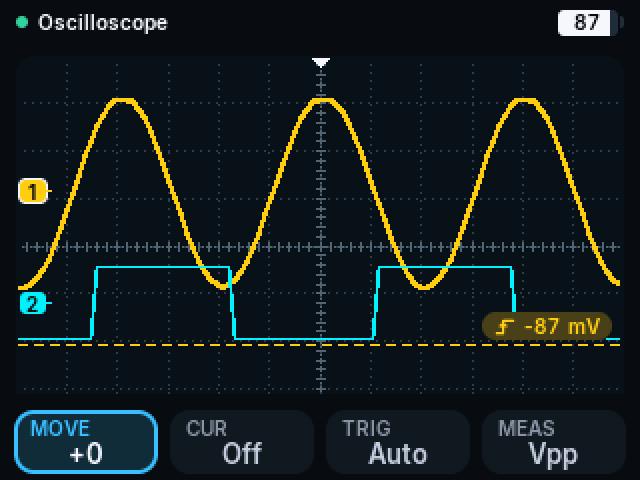 Oscilloscope
87
1
2
-87 mV
MOVE
+0
CUR
Off
TRIG
Auto
MEAS
Vpp